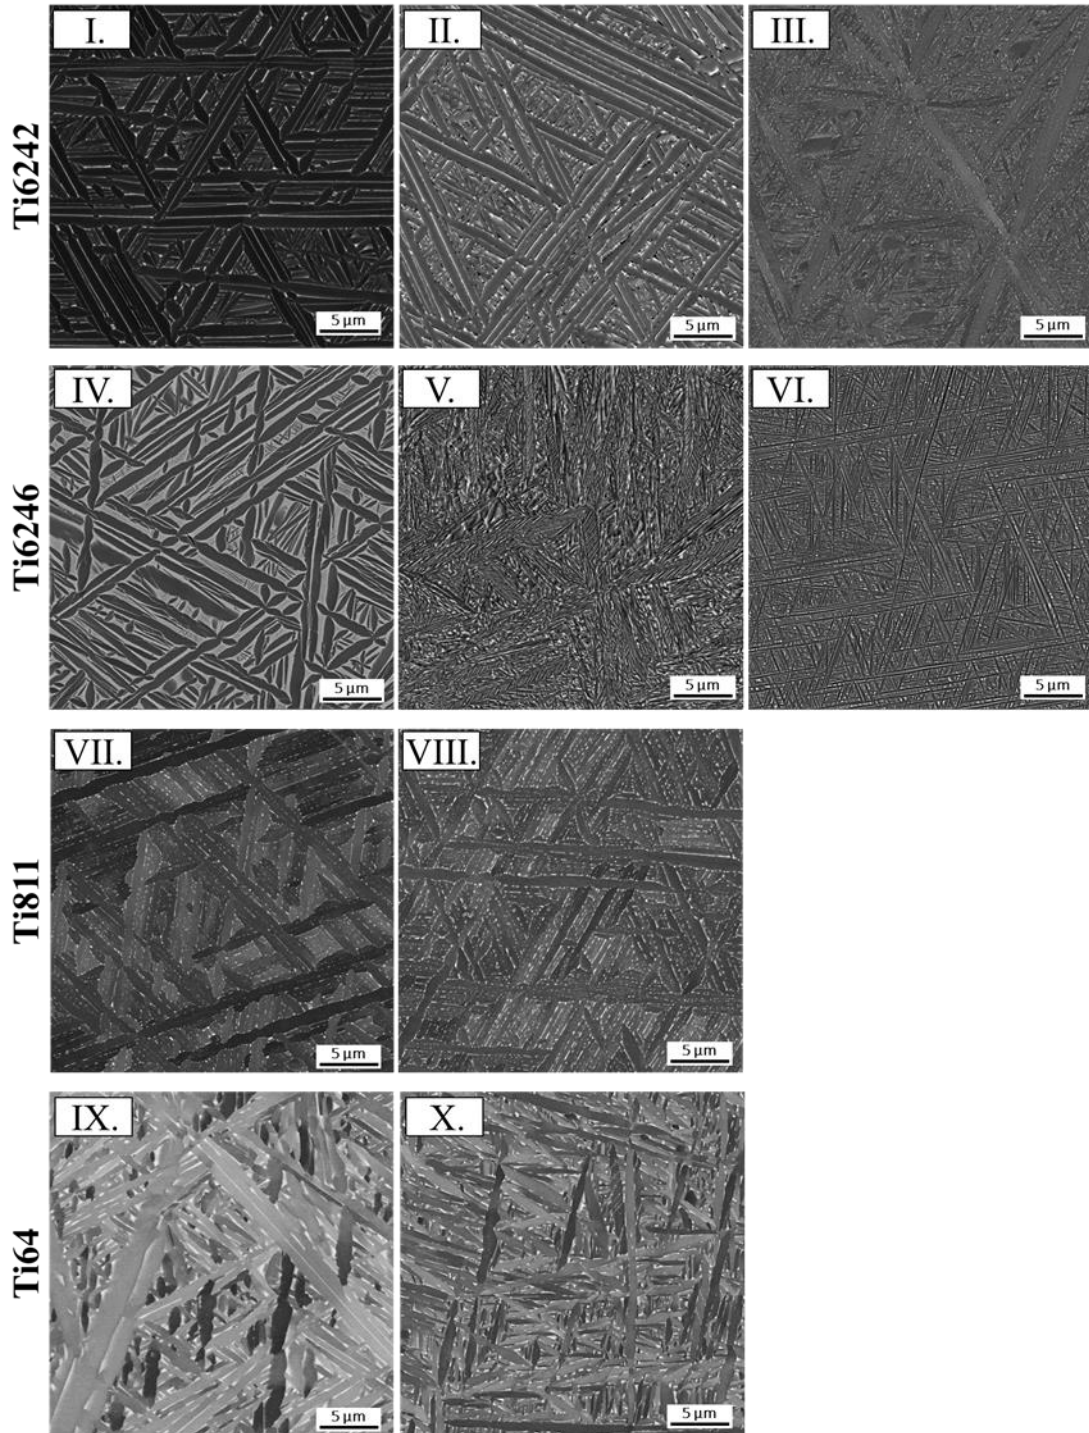 Ti6242
I.
II.
III.
5 µm
5 µm
5 µm
Ti6246
IV.
V.
VI.
5 µm
5 µm
5 µm
Ti811
VII.
VIII.
5 µm
5 µm
Ti64
IX.
X.
5 µm
5 µm